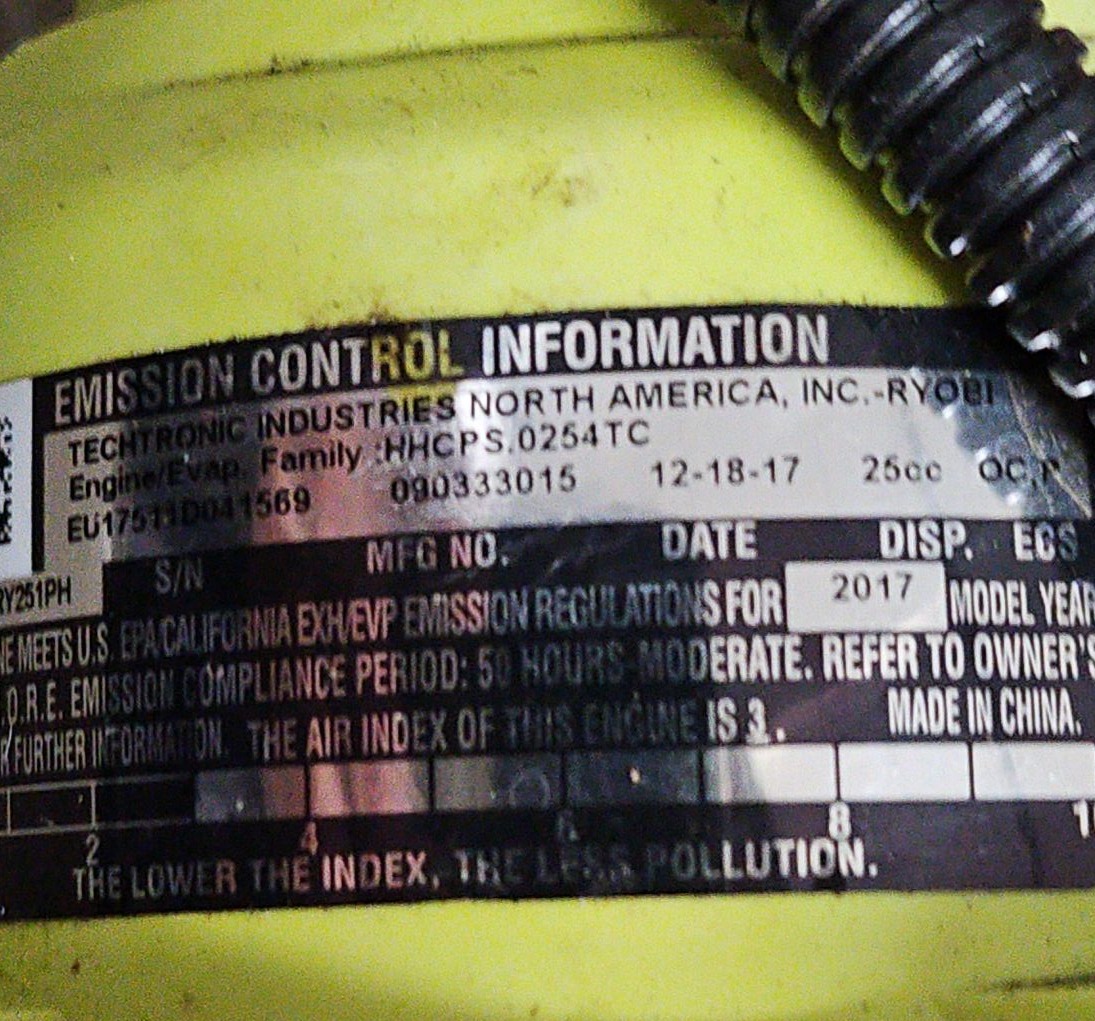 EMISSION CONTROL INFORMATION
TECHTRONIC INDUSTRIES NORTH AMERICA, INC.-RYOBI
Engine/Evap. Family :HHCPS.0254TC
EU17511D041569 090333015 12-18-17 25cc OC,P
S/N MFG NO. DATE DISP. ECS
RY251PH
NE MEETS U.S. EPA/CALIFORNIA EXH/EVP EMISSION REGULATIONS FOR 2017 MODEL YEAR
.O.R.E. EMISSION COMPLIANCE PERIOD: 50 HOURS-MODERATE. REFER TO OWNER'S
R FURTHER INFORMATION. THE AIR INDEX OF THIS ENGINE IS 3. MADE IN CHINA.
2 4 6 8
THE LOWER THE INDEX, THE LESS POLLUTION.